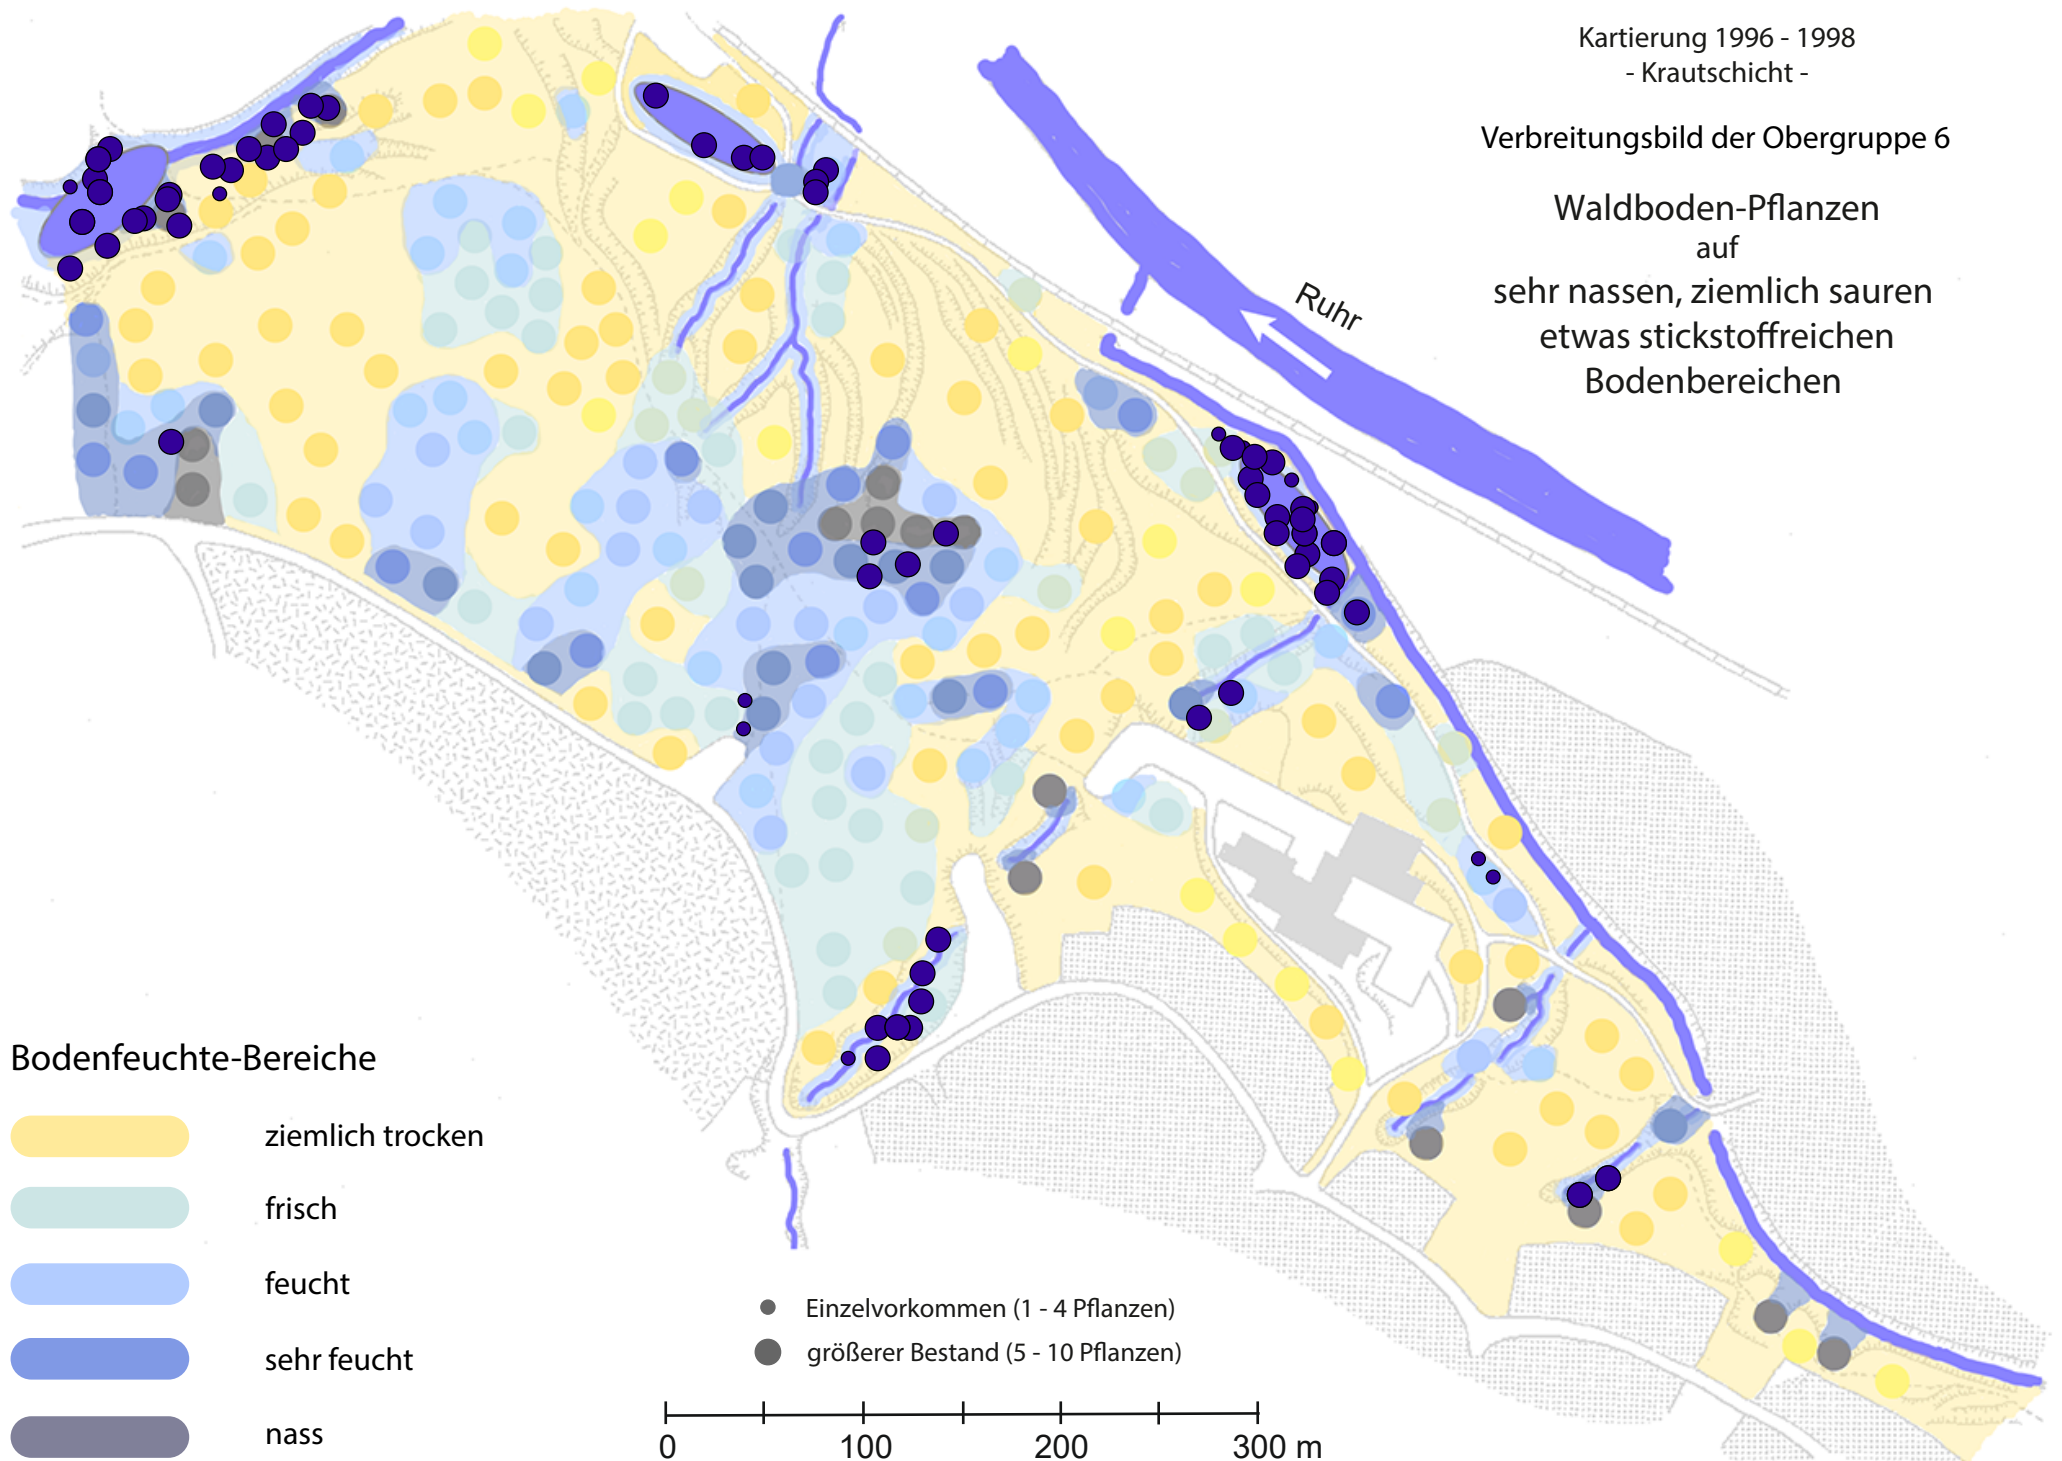 Kartierung 1996 - 1998
- Krautschicht -
Verbreitungsbild der Obergruppe 6
Waldboden-Pflanzen
auf
sehr nassen, ziemlich sauren
etwas stickstoffreichen
Bodenbereichen
Ruhr
Bodenfeuchte-Bereiche
ziemlich trocken
frisch
feucht
sehr feucht
nass
Einzelvorkommen (1 - 4 Pflanzen)
größerer Bestand (5 - 10 Pflanzen)
0 100 200 300 m